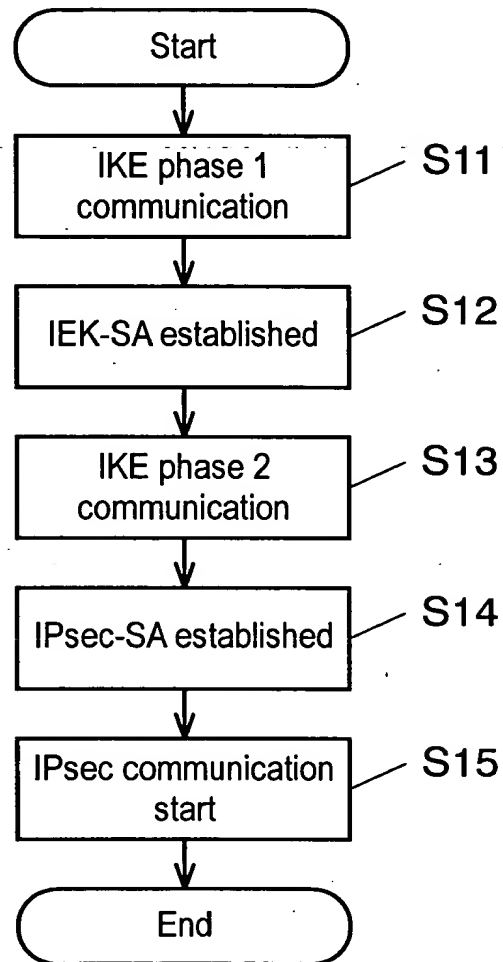 Start
IKE phase 1
communication
S11
IEK-SA established
S12
IKE phase 2
communication
S13
IPsec-SA established
S14
IPsec communication
start
S15
End